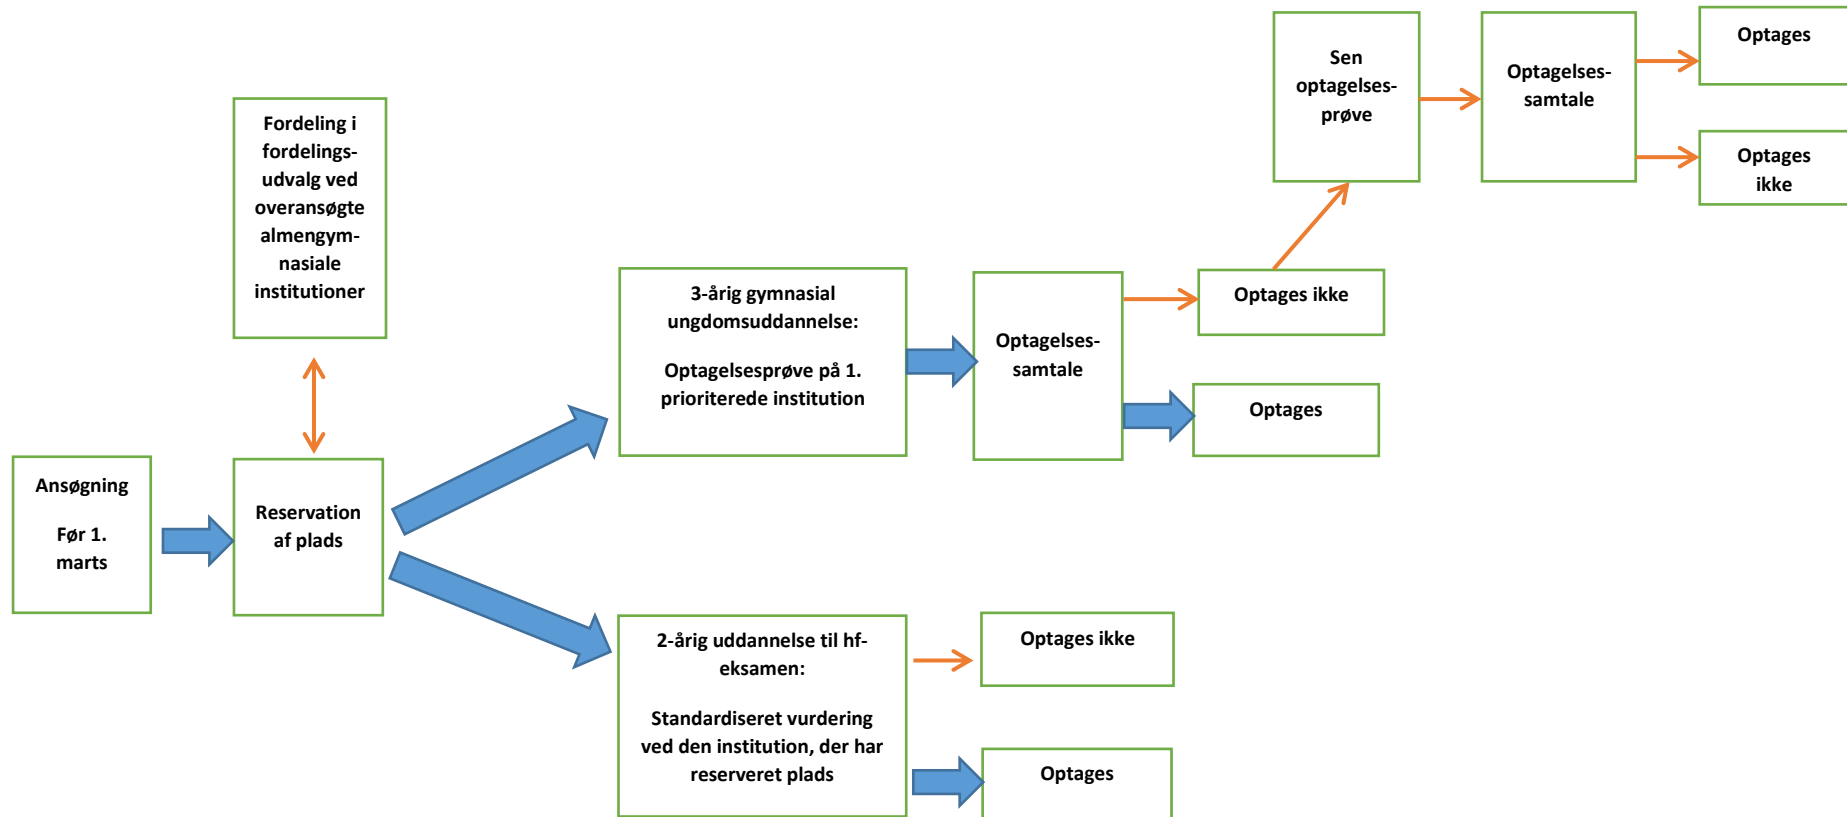 Ansøgning
Før 1.
marts
Fordeling i
fordelings-
udvalg ved
overansøgte
almengym-
nasiale
institutioner
Reservation
af plads
3-årig gymnasial
ungdomsuddannelse:
Optagelsesprøve på 1.
prioriterede institution
Optagelses-
samtale
Optages ikke
Optages
Sen
optagelses-
prøve
Optagelses-
samtale
Optages
Optages
ikke
2-årig uddannelse til hf-
eksamen:
Standardiseret vurdering
ved den institution, der har
reserveret plads
Optages ikke
Optages